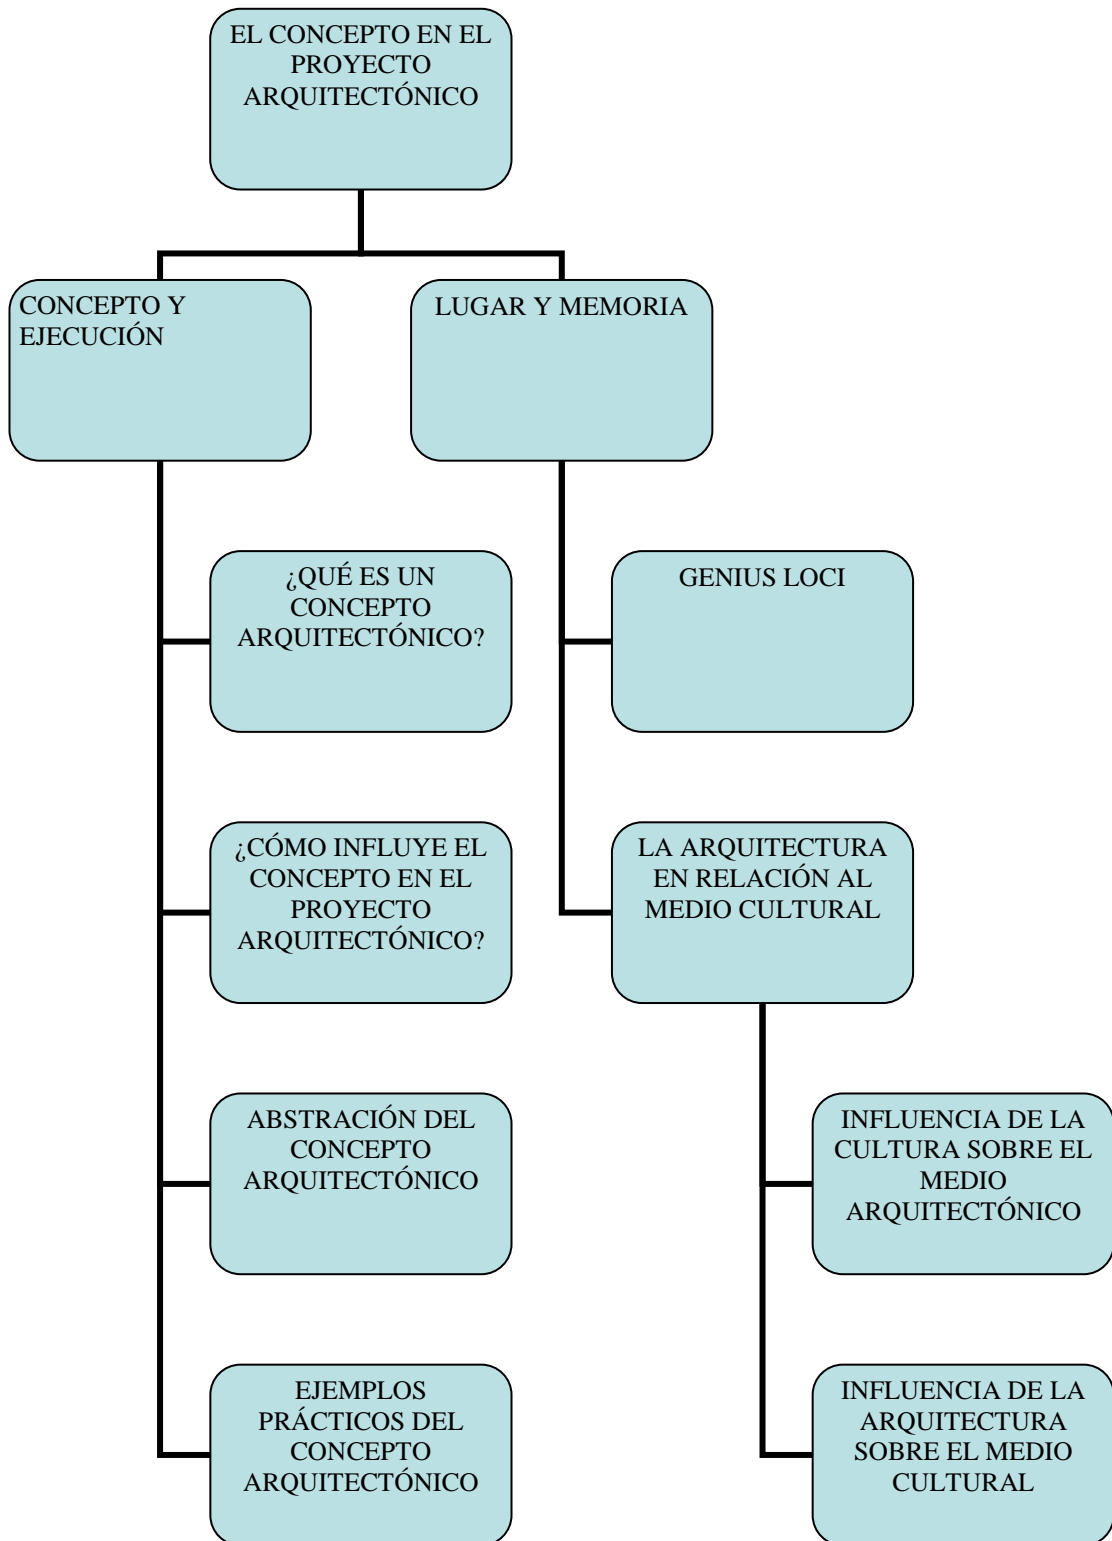 EL CONCEPTO EN EL
PROYECTO
ARQUITECTÓNICO
CONCEPTO Y
EJECUCIÓN
LUGAR Y MEMORIA
¿QUÉ ES UN
CONCEPTO
ARQUITECTÓNICO?
GENIUS LOCI
¿CÓMO INFLUYE EL
CONCEPTO EN EL
PROYECTO
ARQUITECTÓNICO?
LA ARQUITECTURA
EN RELACIÓN AL
MEDIO CULTURAL
ABSTRACIÓN DEL
CONCEPTO
ARQUITECTÓNICO
INFLUENCIA DE LA
CULTURA SOBRE EL
MEDIO
ARQUITECTÓNICO
EJEMPLOS
PRÁCTICOS DEL
CONCEPTO
ARQUITECTÓNICO
INFLUENCIA DE LA
ARQUITECTURA
SOBRE EL MEDIO
CULTURAL